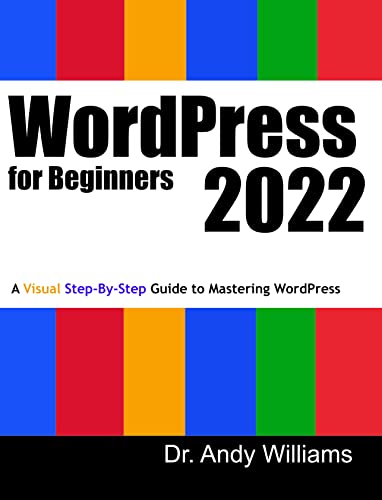 WordPress
for Beginners 2022
A Visual Step-By-Step Guide to Mastering WordPress
Dr. Andy Williams